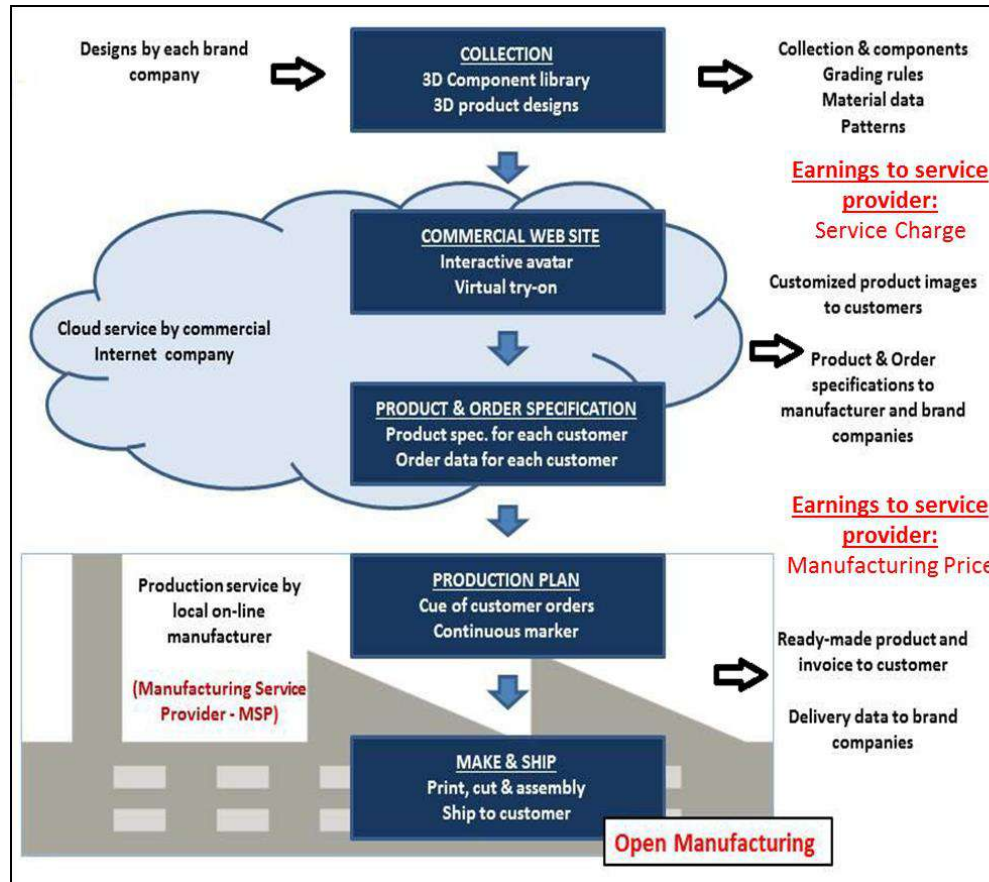 Designs by each brand
company
COLLECTION
3D Component library
3D product designs
Collection & components
Grading rules
Material data
Patterns
Earnings to service
provider:
Service Charge
COMMERCIAL WEB SITE
Interactive avatar
Virtual try-on
Cloud service by commercial
Internet company
Customized product images
to customers
Product & Order
specifications to
manufacturer and brand
companies
PRODUCT & ORDER SPECIFICATION
Product spec. for each customer
Order data for each customer
Earnings to service
provider:
Manufacturing Price
Production service by
local on-line
manufacturer
(Manufacturing Service
Provider - MSP)
PRODUCTION PLAN
Cue of customer orders
Continuous marker
Ready-made product and
invoice to customer
Delivery data to brand
companies
MAKE & SHIP
Print, cut & assembly
Ship to customer
Open Manufacturing